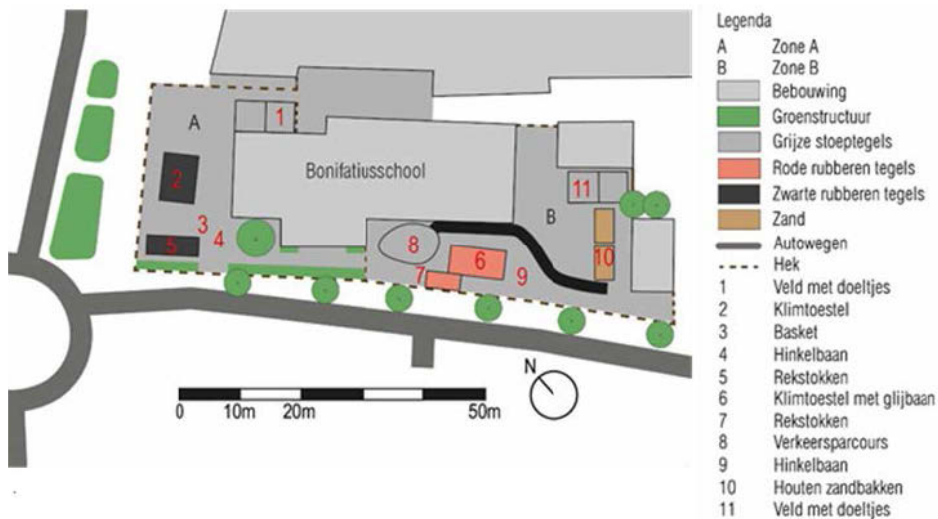 A
1
Bonifatiusschool
2
11
3
B
4
5
8
6
10
7
9
N
0 10m 20m 50m
Legenda
A Zone A
B Zone B
Bebouwing
Groenstructuur
Grijze stoeptegels
Rode rubberen tegels
Zwarte rubberen tegels
Zand
Autowegen
Hek
1 Veld met doeltjes
2 Klimtoestel
3 Basket
4 Hinkelbaan
5 Rekstokken
6 Klimtoestel met glijbaan
7 Rekstokken
8 Verkeersparcours
9 Hinkelbaan
10 Houten zandbakken
11 Veld met doeltjes